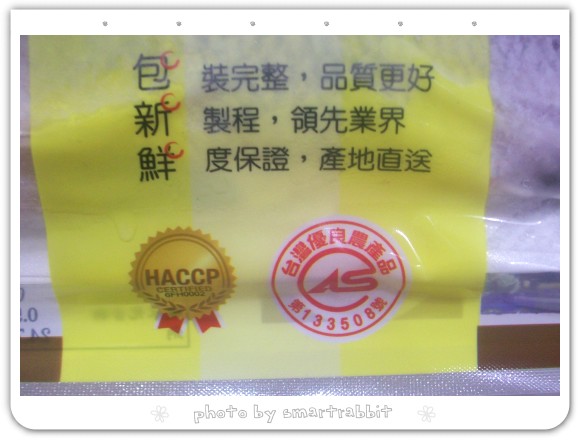 包裝完整，品質更好
新製程，領先業界
鮮度保證，產地直送
HACCP
CERTIFIED
台灣優良農產品
CAS
第133508號
photo by smartrabbit